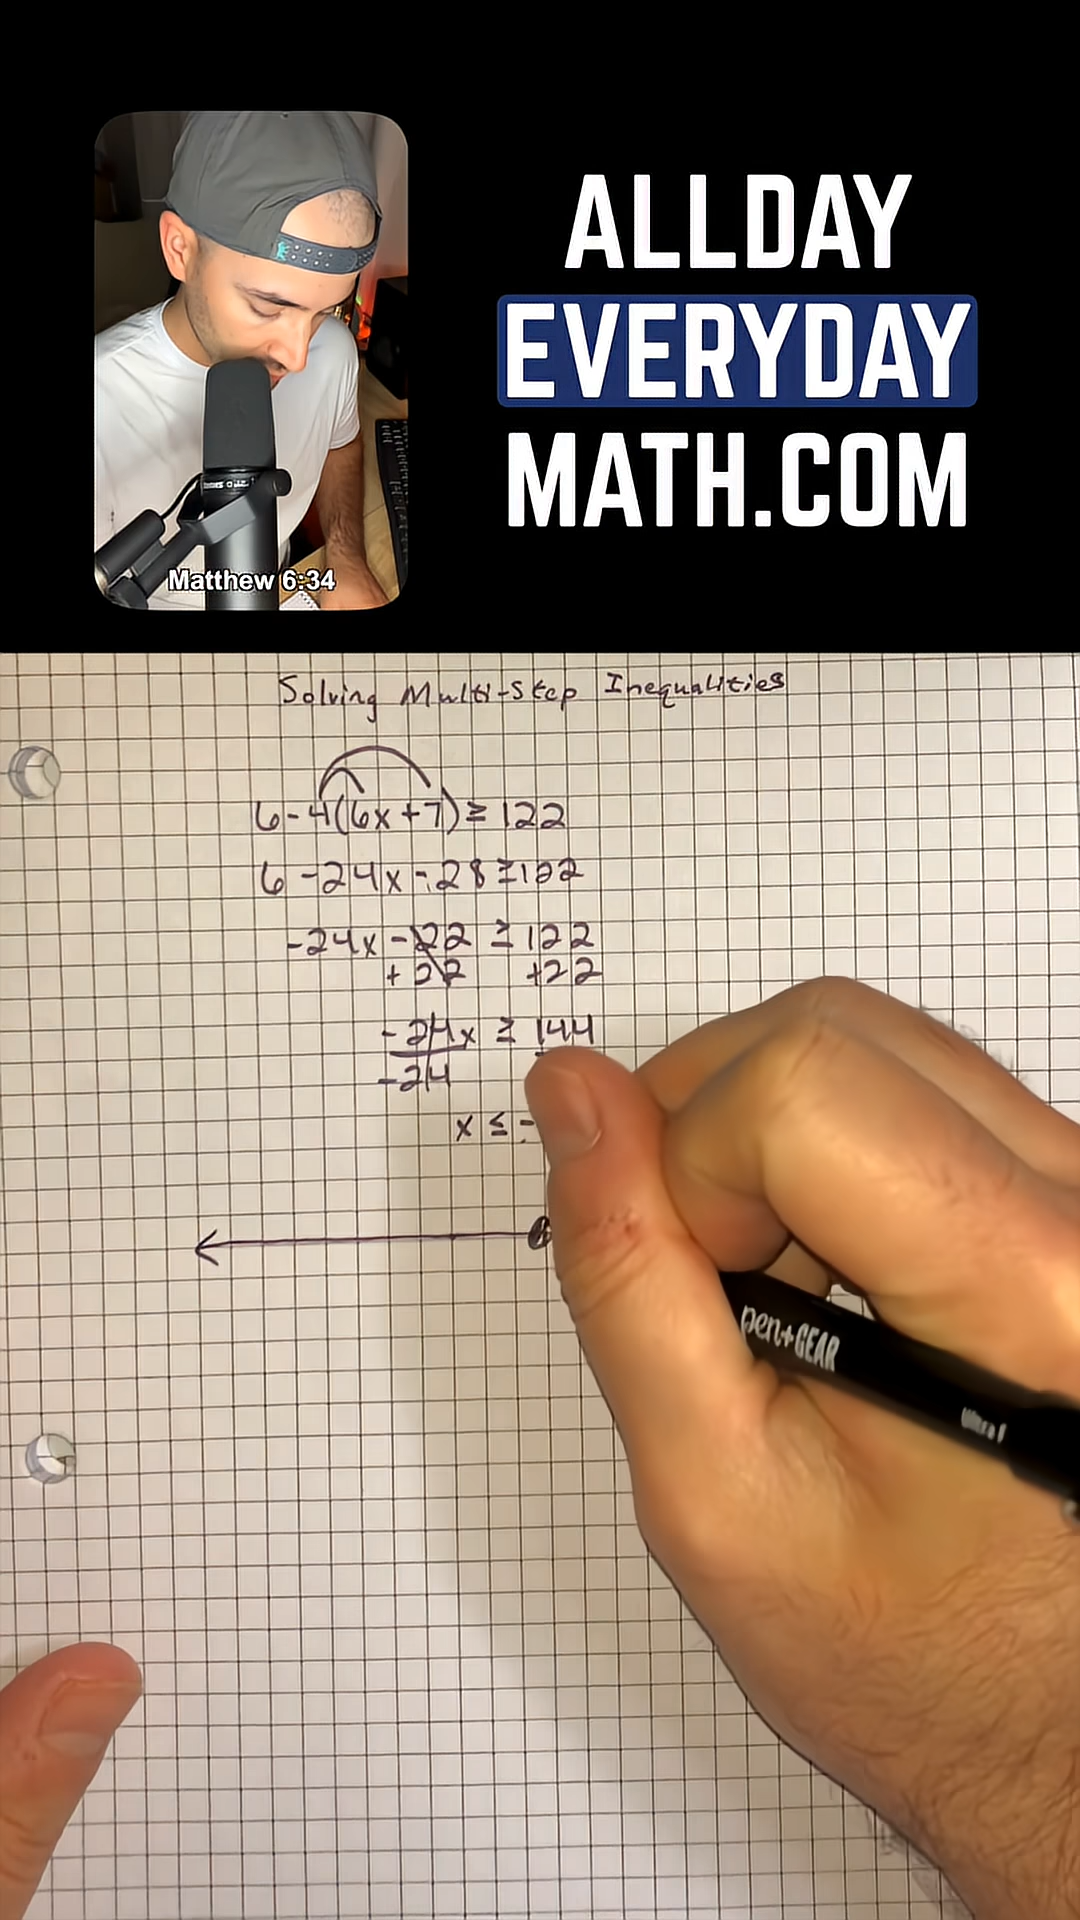 ALLDAY
EVERYDAY
MATH.COM
Matthew 6:34
Solving Multi-Step Inequalities
6-4(6x+7)≥122
6-24x-28≥122
-24x-22≥122
+22 +22
-24x≥144
-24
x≤-
pen+GEAR
Ultra